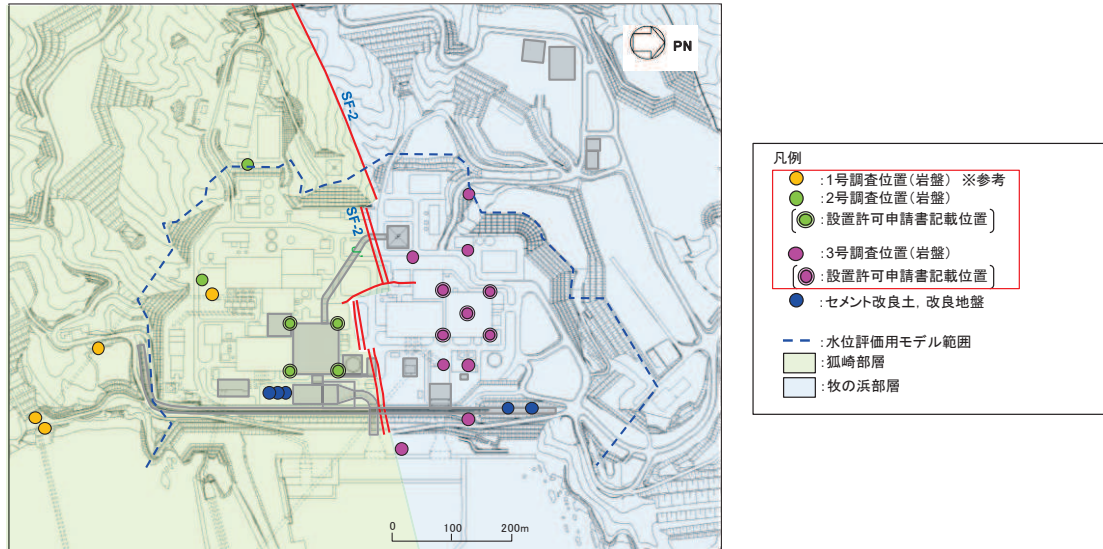 PN
SF-2
SF-2
0 100 200m
凡例
:1号調査位置(岩盤) ※参考
:2号調査位置(岩盤)
:設置許可申請書記載位置
:3号調査位置(岩盤)
:設置許可申請書記載位置
:セメント改良土,改良地盤
:水位評価用モデル範囲
:狐崎部層
:牧の浜部層